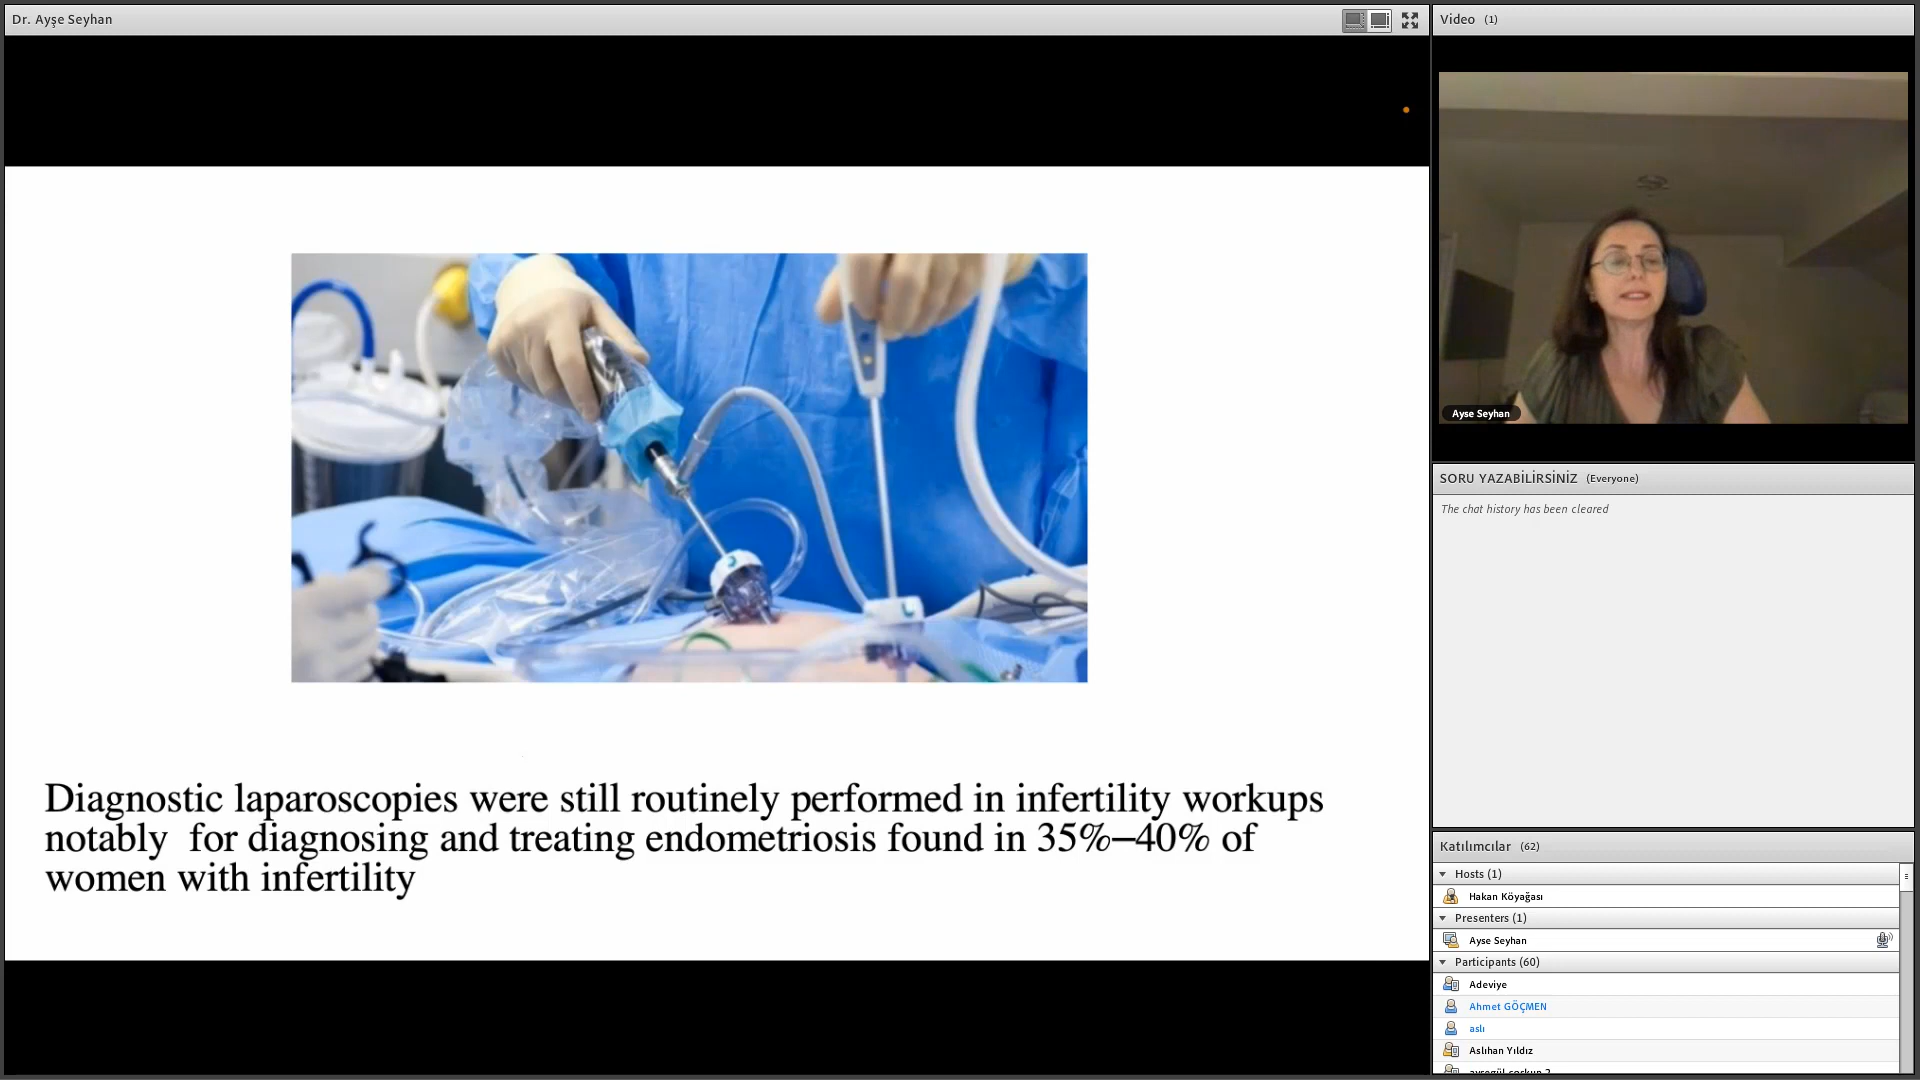 Dr. Ayşe Seyhan
Diagnostic laparoscopies were still routinely performed in infertility workups
notably  for diagnosing and treating endometriosis found in 35%–40% of
women with infertility
Video (1)
Ayse Seyhan
SORU YAZABİLİRSİNİZ (Everyone)
The chat history has been cleared
Katılımcılar (62)
Hosts (1)
Hakan Köyağası
Presenters (1)
Ayse Seyhan
Participants (60)
Adeviye
Ahmet GÖÇMEN
aslı
Aslıhan Yıldız